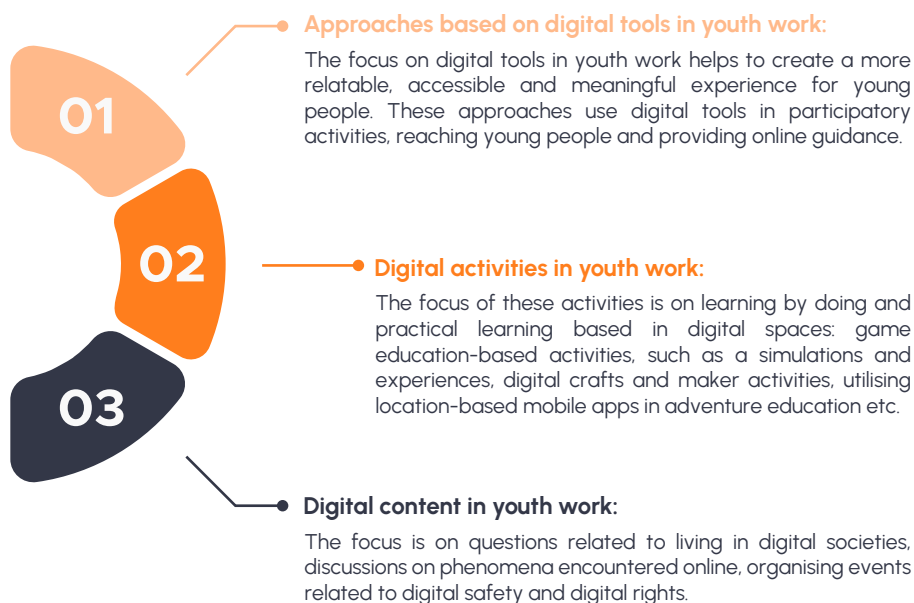 Approaches based on digital tools in youth work:
The focus on digital tools in youth work helps to create a more
relatable, accessible and meaningful experience for young
people. These approaches use digital tools in participatory
activities, reaching young people and providing online guidance.
01
02
Digital activities in youth work:
The focus of these activities is on learning by doing and
practical learning based in digital spaces: game
education-based activities, such as a simulations and
experiences, digital crafts and maker activities, utilising
location-based mobile apps in adventure education etc.
03
Digital content in youth work:
The focus is on questions related to living in digital societies,
discussions on phenomena encountered online, organising events
related to digital safety and digital rights.